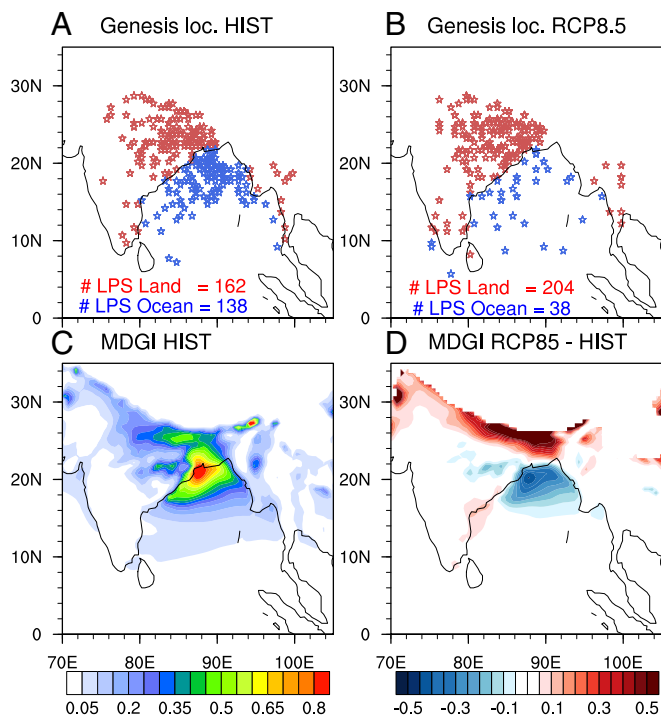 A Genesis loc. HIST
B Genesis loc. RCP8.5
30N
20N
10N
0
# LPS Land = 162
# LPS Ocean = 138
30N
20N
10N
0
# LPS Land = 204
# LPS Ocean = 38
C MDGI HIST
D MDGI RCP85 - HIST
30N
20N
10N
0
70E 80E 90E 100E
30N
20N
10N
0
70E 80E 90E 100E
0.05 0.2 0.35 0.5 0.65 0.8
-0.5 -0.3 -0.1 0.1 0.3 0.5